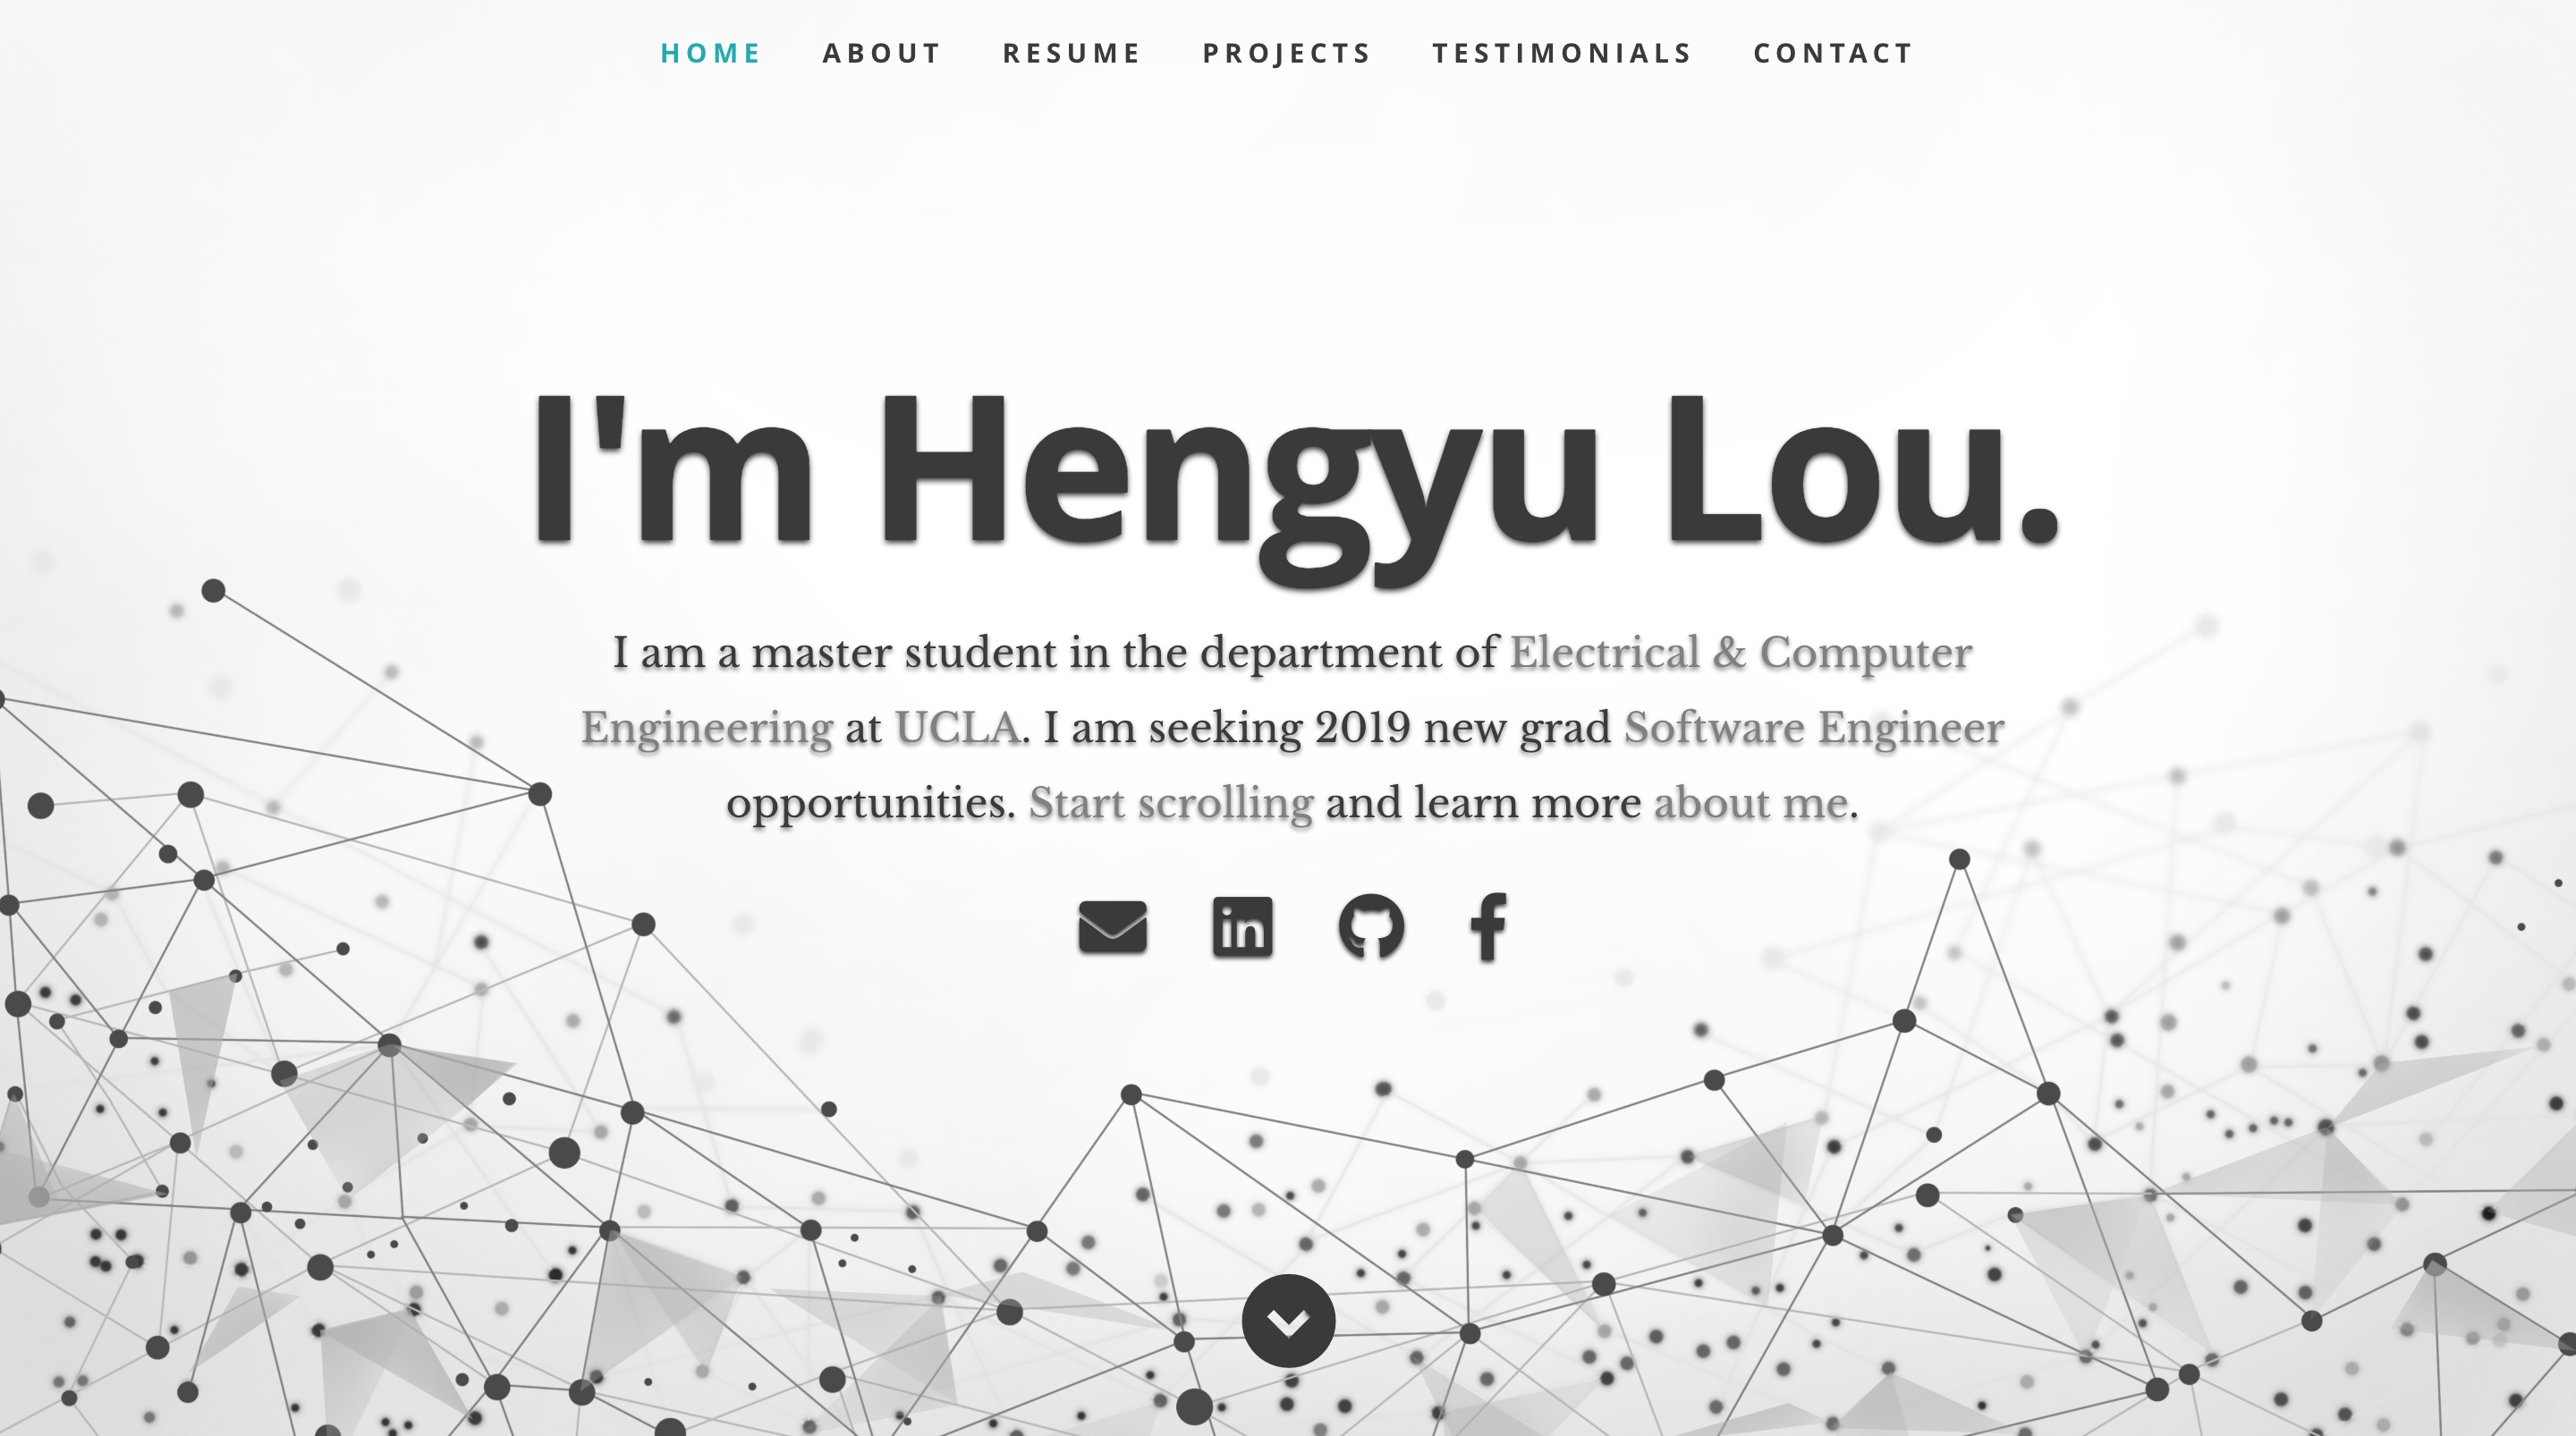 HOME ABOUT RESUME PROJECTS TESTIMONIALS CONTACT
I'm Hengyu Lou.
I am a master student in the department of Electrical & Computer
Engineering at UCLA. I am seeking 2019 new grad Software Engineer
opportunities. Start scrolling and learn more about me.